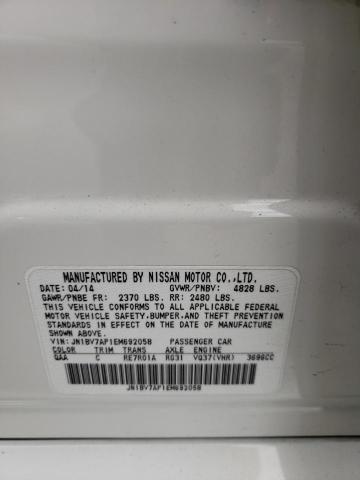 MANUFACTURED BY NISSAN MOTOR CO.,LTD.
DATE: 04/14 GVWR/PNBV: 4828 LBS.
GAWR/PNBE FR: 2370 LBS. RR: 2480 LBS.
THIS VEHICLE CONFORMS TO ALL APPLICABLE FEDERAL
MOTOR VEHICLE SAFETY, BUMPER, AND THEFT PREVENTION
STANDARDS IN EFFECT ON THE DATE OF MANUFACTURE
SHOWN ABOVE.
VIN: JN1BV7AP1EM692058 PASSENGER CAR
COLOR TRIM TRANS AXLE ENGINE
QAA C RE7R01A RG31 VQ37(VHR) 3696CC
JN1BV7AP1EM692058